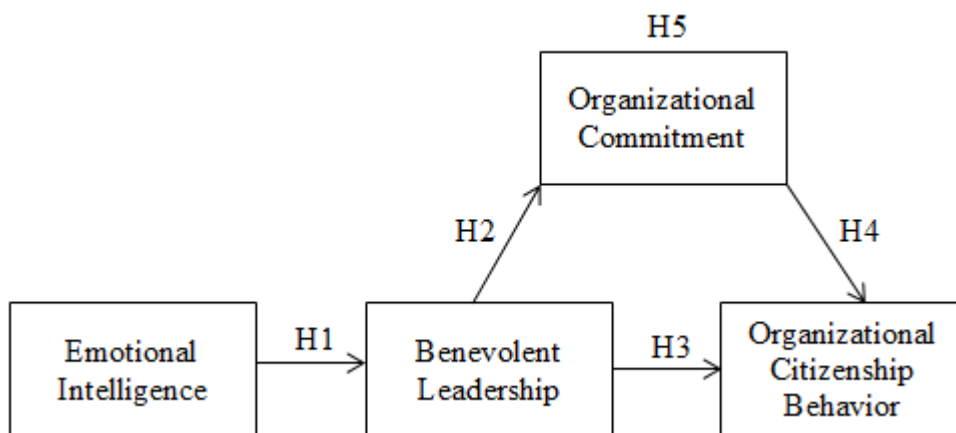 H5
Organizational
Commitment
H2
H4
Emotional
Intelligence
H1
Benevolent
Leadership
H3
Organizational
Citizenship
Behavior